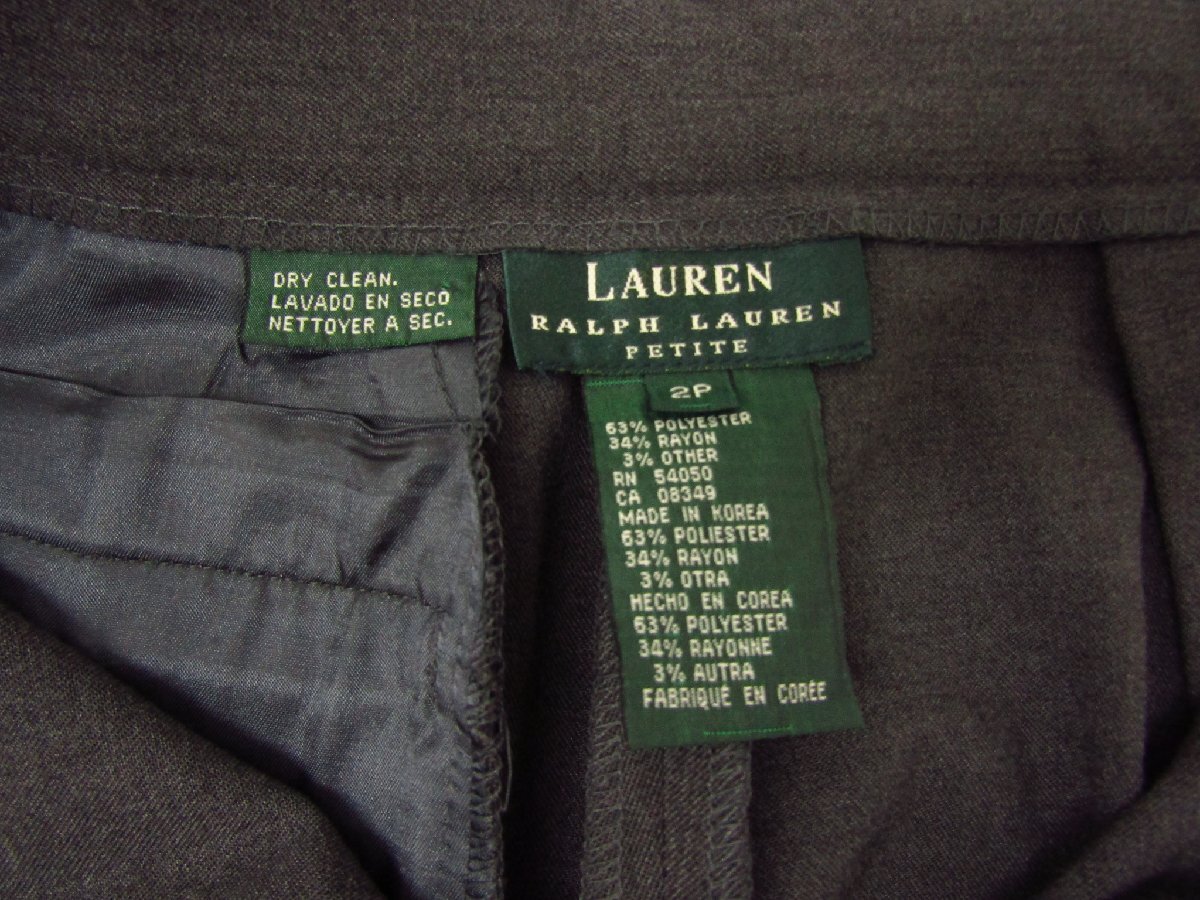 DRY CLEAN.
LAVADO EN SECO
NETTOYER A SEC.
LAUREN
RALPH LAUREN
PETITE
2P
63% POLYESTER
34% RAYON
3% OTHER
RN 54050
CA 08349
MADE IN KOREA
63% POLIESTER
34% RAYON
3% OTRA
HECHO EN COREA
63% POLYESTER
34% RAYONNE
3% AUTRA
FABRIQUÉ EN CORÉE